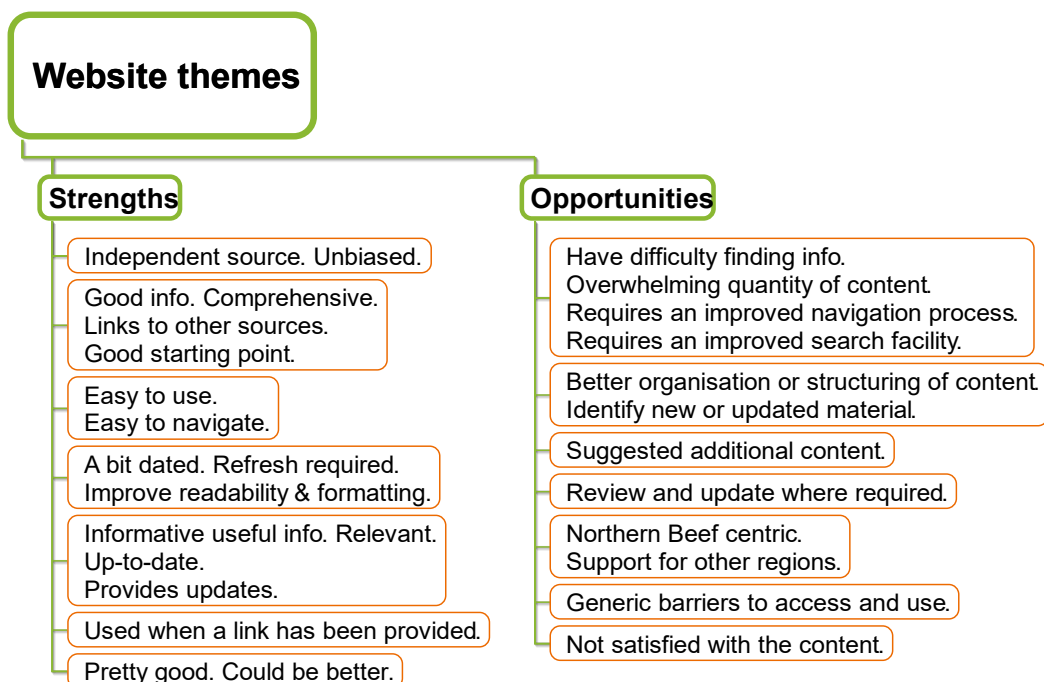 Website themes
Strengths
Independent source. Unbiased.
Good info. Comprehensive.
Links to other sources.
Good starting point.
Easy to use.
Easy to navigate.
A bit dated. Refresh required.
Improve readability & formatting.
Informative useful info. Relevant.
Up-to-date.
Provides updates.
Used when a link has been provided.
Pretty good. Could be better.
Opportunities
Have difficulty finding info.
Overwhelming quantity of content.
Requires an improved navigation process.
Requires an improved search facility.
Better organisation or structuring of content.
Identify new or updated material.
Suggested additional content.
Review and update where required.
Northern Beef centric.
Support for other regions.
Generic barriers to access and use.
Not satisfied with the content.